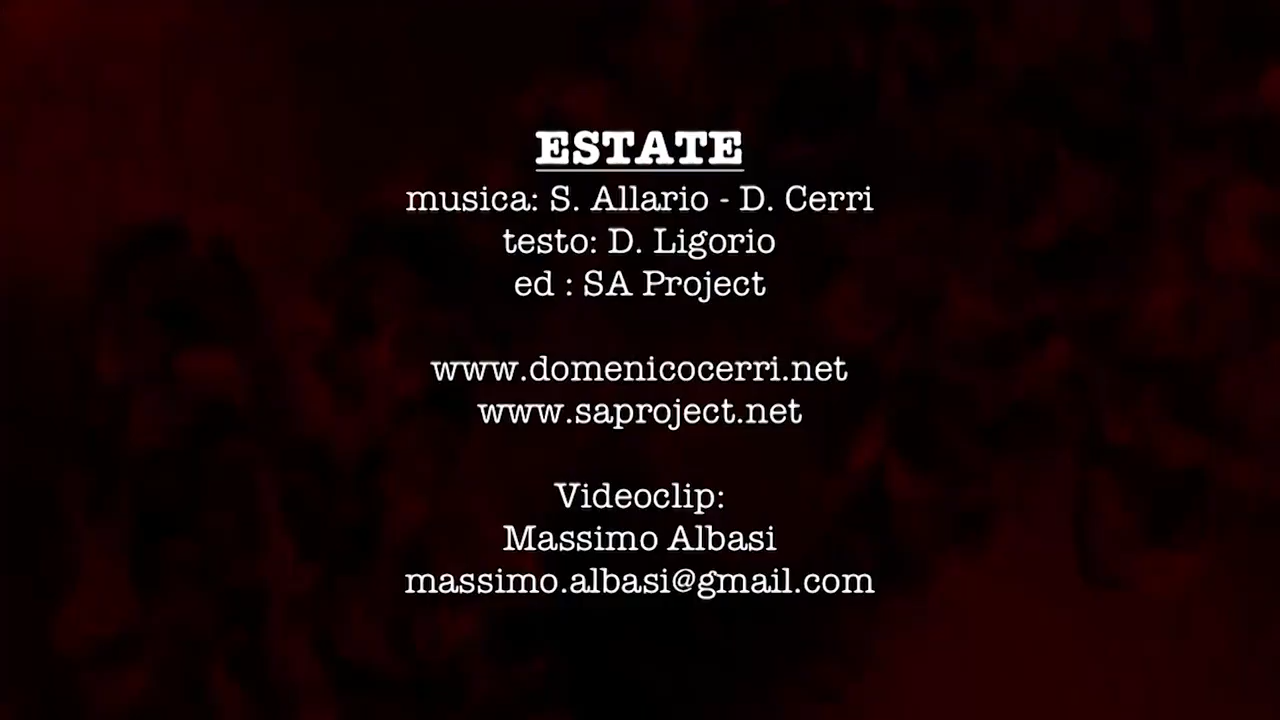 ESTATE
musica: S. Allario - D. Cerri
testo: D. Ligorio
ed : SA Project
www.domenicocerri.net
www.saproject.net
Videoclip:
Massimo Albasi
massimo.albasi@gmail.com